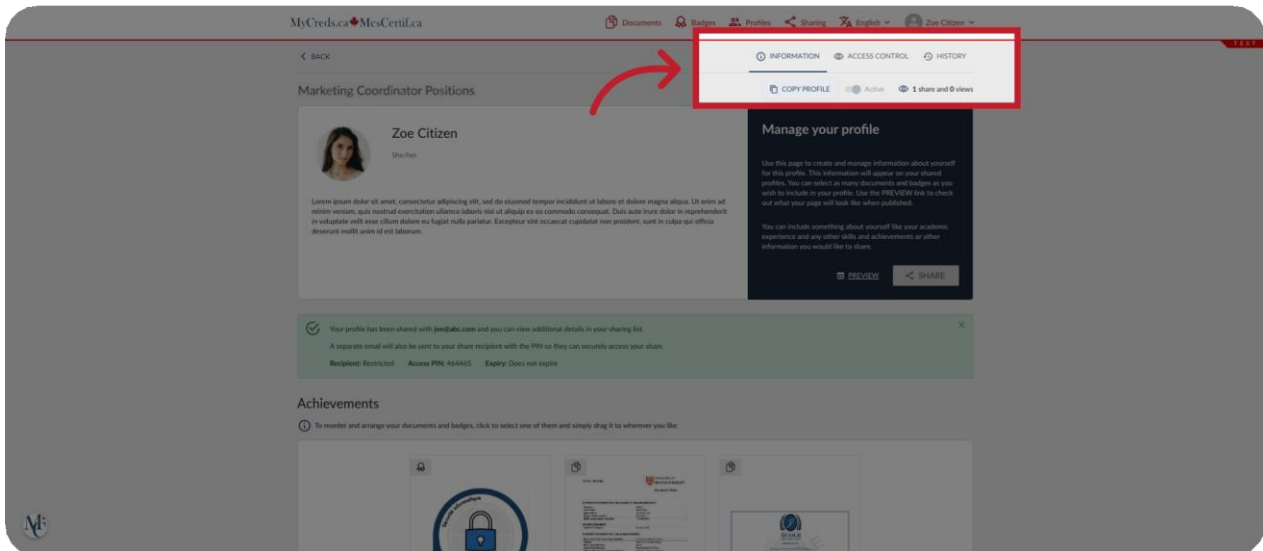 MyCreds.ca MesCertif.ca
Documents Badges Profiles Sharing English Zoe Citizen
TEST
BACK
INFORMATION ACCESS CONTROL HISTORY
Marketing Coordinator Positions
COPY PROFILE Active 1 share and 0 views
Zoe Citizen
She/her
Lorem ipsum dolor sit amet, consectetur adipiscing elit, sed do eiusmod tempor incididunt ut labore et dolore magna aliqua. Ut enim ad
minim veniam, quis nostrud exercitation ullamco laboris nisi ut aliquip ex ea commodo consequat. Duis aute irure dolor in reprehenderit
in voluptate velit esse cillum dolore eu fugiat nulla pariatur. Excepteur sint occaecat cupidatat non proident, sunt in culpa qui officia
deserunt mollit anim id est laborum.
Manage your profile
Use this page to create and manage information about yourself
for this profile. This information will appear on your shared
profiles. You can select as many documents and badges as you
wish to include in your profile. Use the PREVIEW link to check
out what your page will look like when published.
You can include something about yourself like your academic
experience and any other skills and achievements or other
information you would like to share.
PREVIEW SHARE
Your profile has been shared with joe@abc.com and you can view additional details in your sharing list.
A separate email will also be sent to your share recipient with the PIN so they can securely access your share.
Recipient: Restricted Access PIN: 464465 Expiry: Does not expire
Achievements
To reorder and arrange your documents and badges, click to select one of them and simply drag it to wherever you like
Sécurité informatique